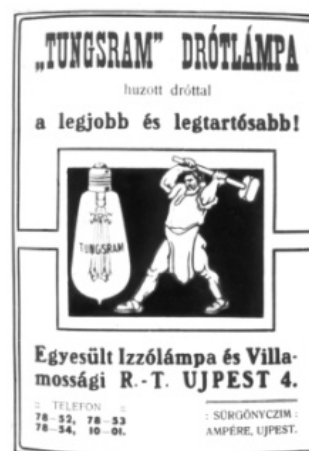 „TUNGSRAM” DRÓTLÁMPA
huzott dróttal
a legjobb és legtartósabb!
TUNGSRAM
Egyesült Izzólámpa és Villa-
mossági R.-T. UJPEST 4.
:: TELEFON ::
78—52, 78—53
78—54, 10—01.
: SÜRGÖNYCZIM :
AMPÉRE, UJPEST.